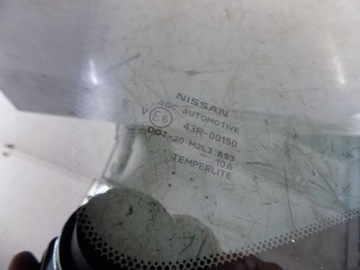 NISSAN
AGC AUTOMOTIVE
V E6 43R-00150
DOT-20 M2L3 AS3
10A
TEMPERLITE